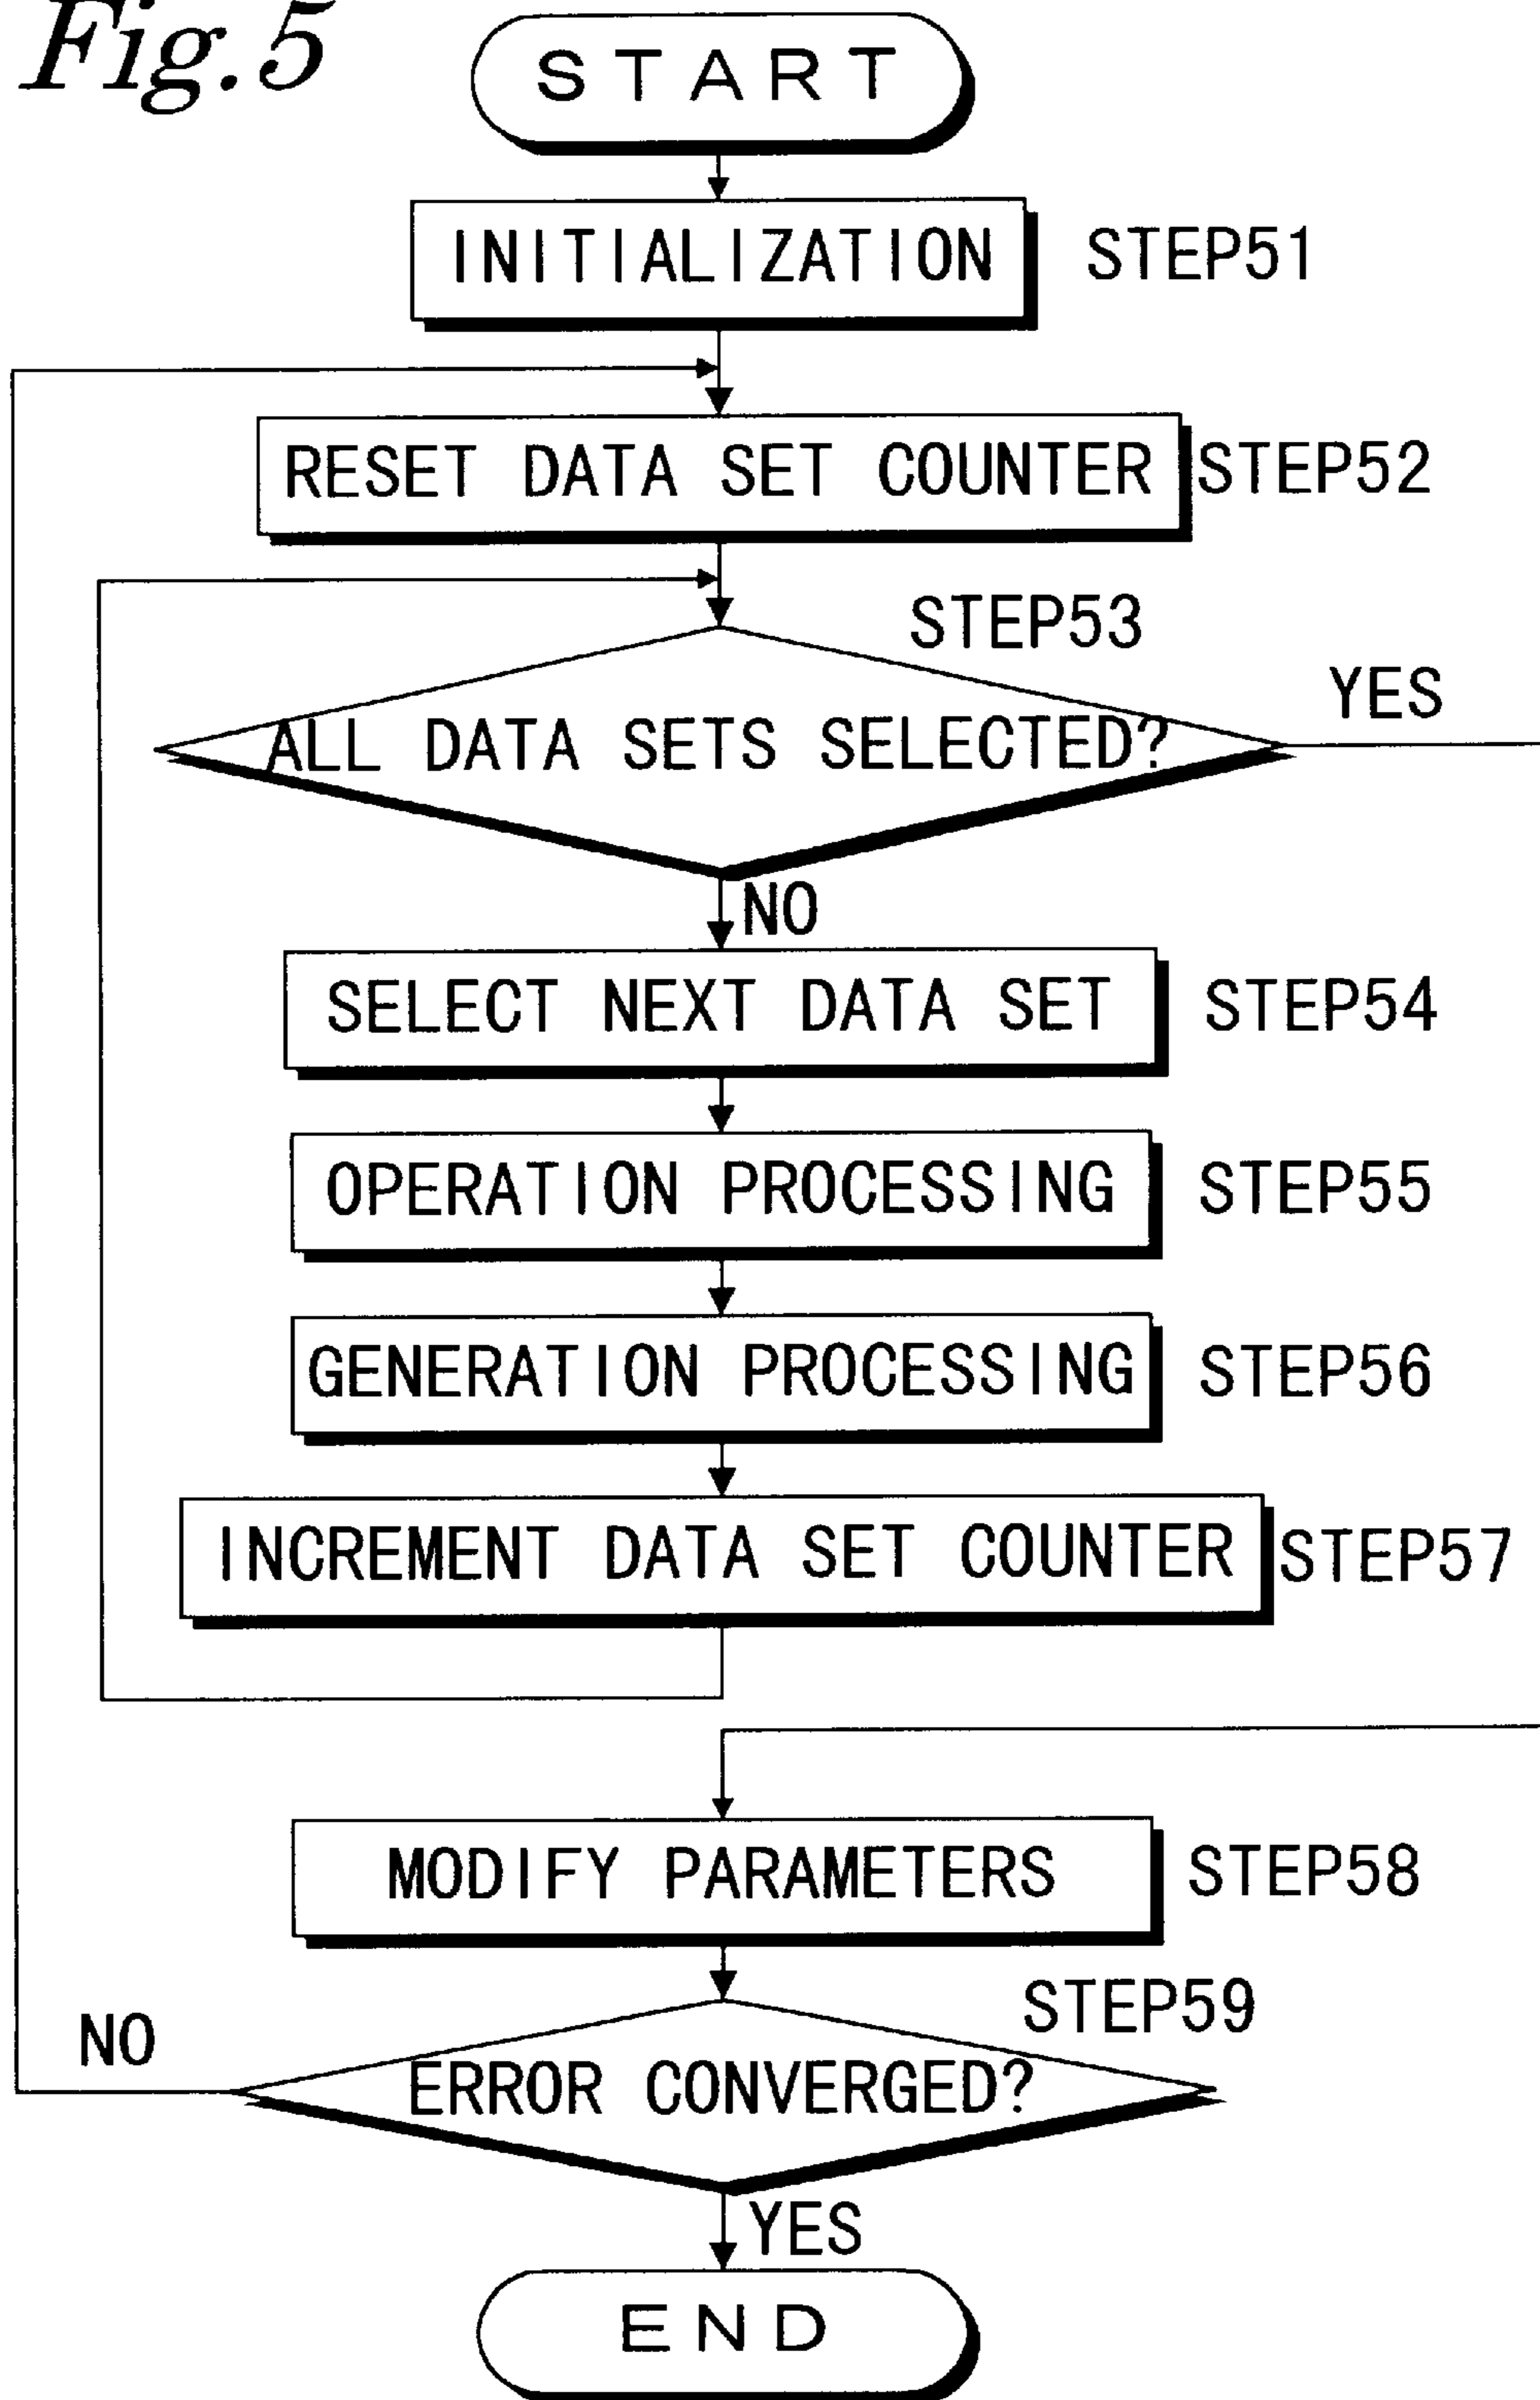 Fig.5
START
INITIALIZATION STEP51
RESET DATA SET COUNTER STEP52
STEP53
YES
ALL DATA SETS SELECTED?
NO
SELECT NEXT DATA SET STEP54
OPERATION PROCESSING STEP55
GENERATION PROCESSING STEP56
INCREMENT DATA SET COUNTER STEP57
MODIFY PARAMETERS STEP58
STEP59
NO
ERROR CONVERGED?
YES
END